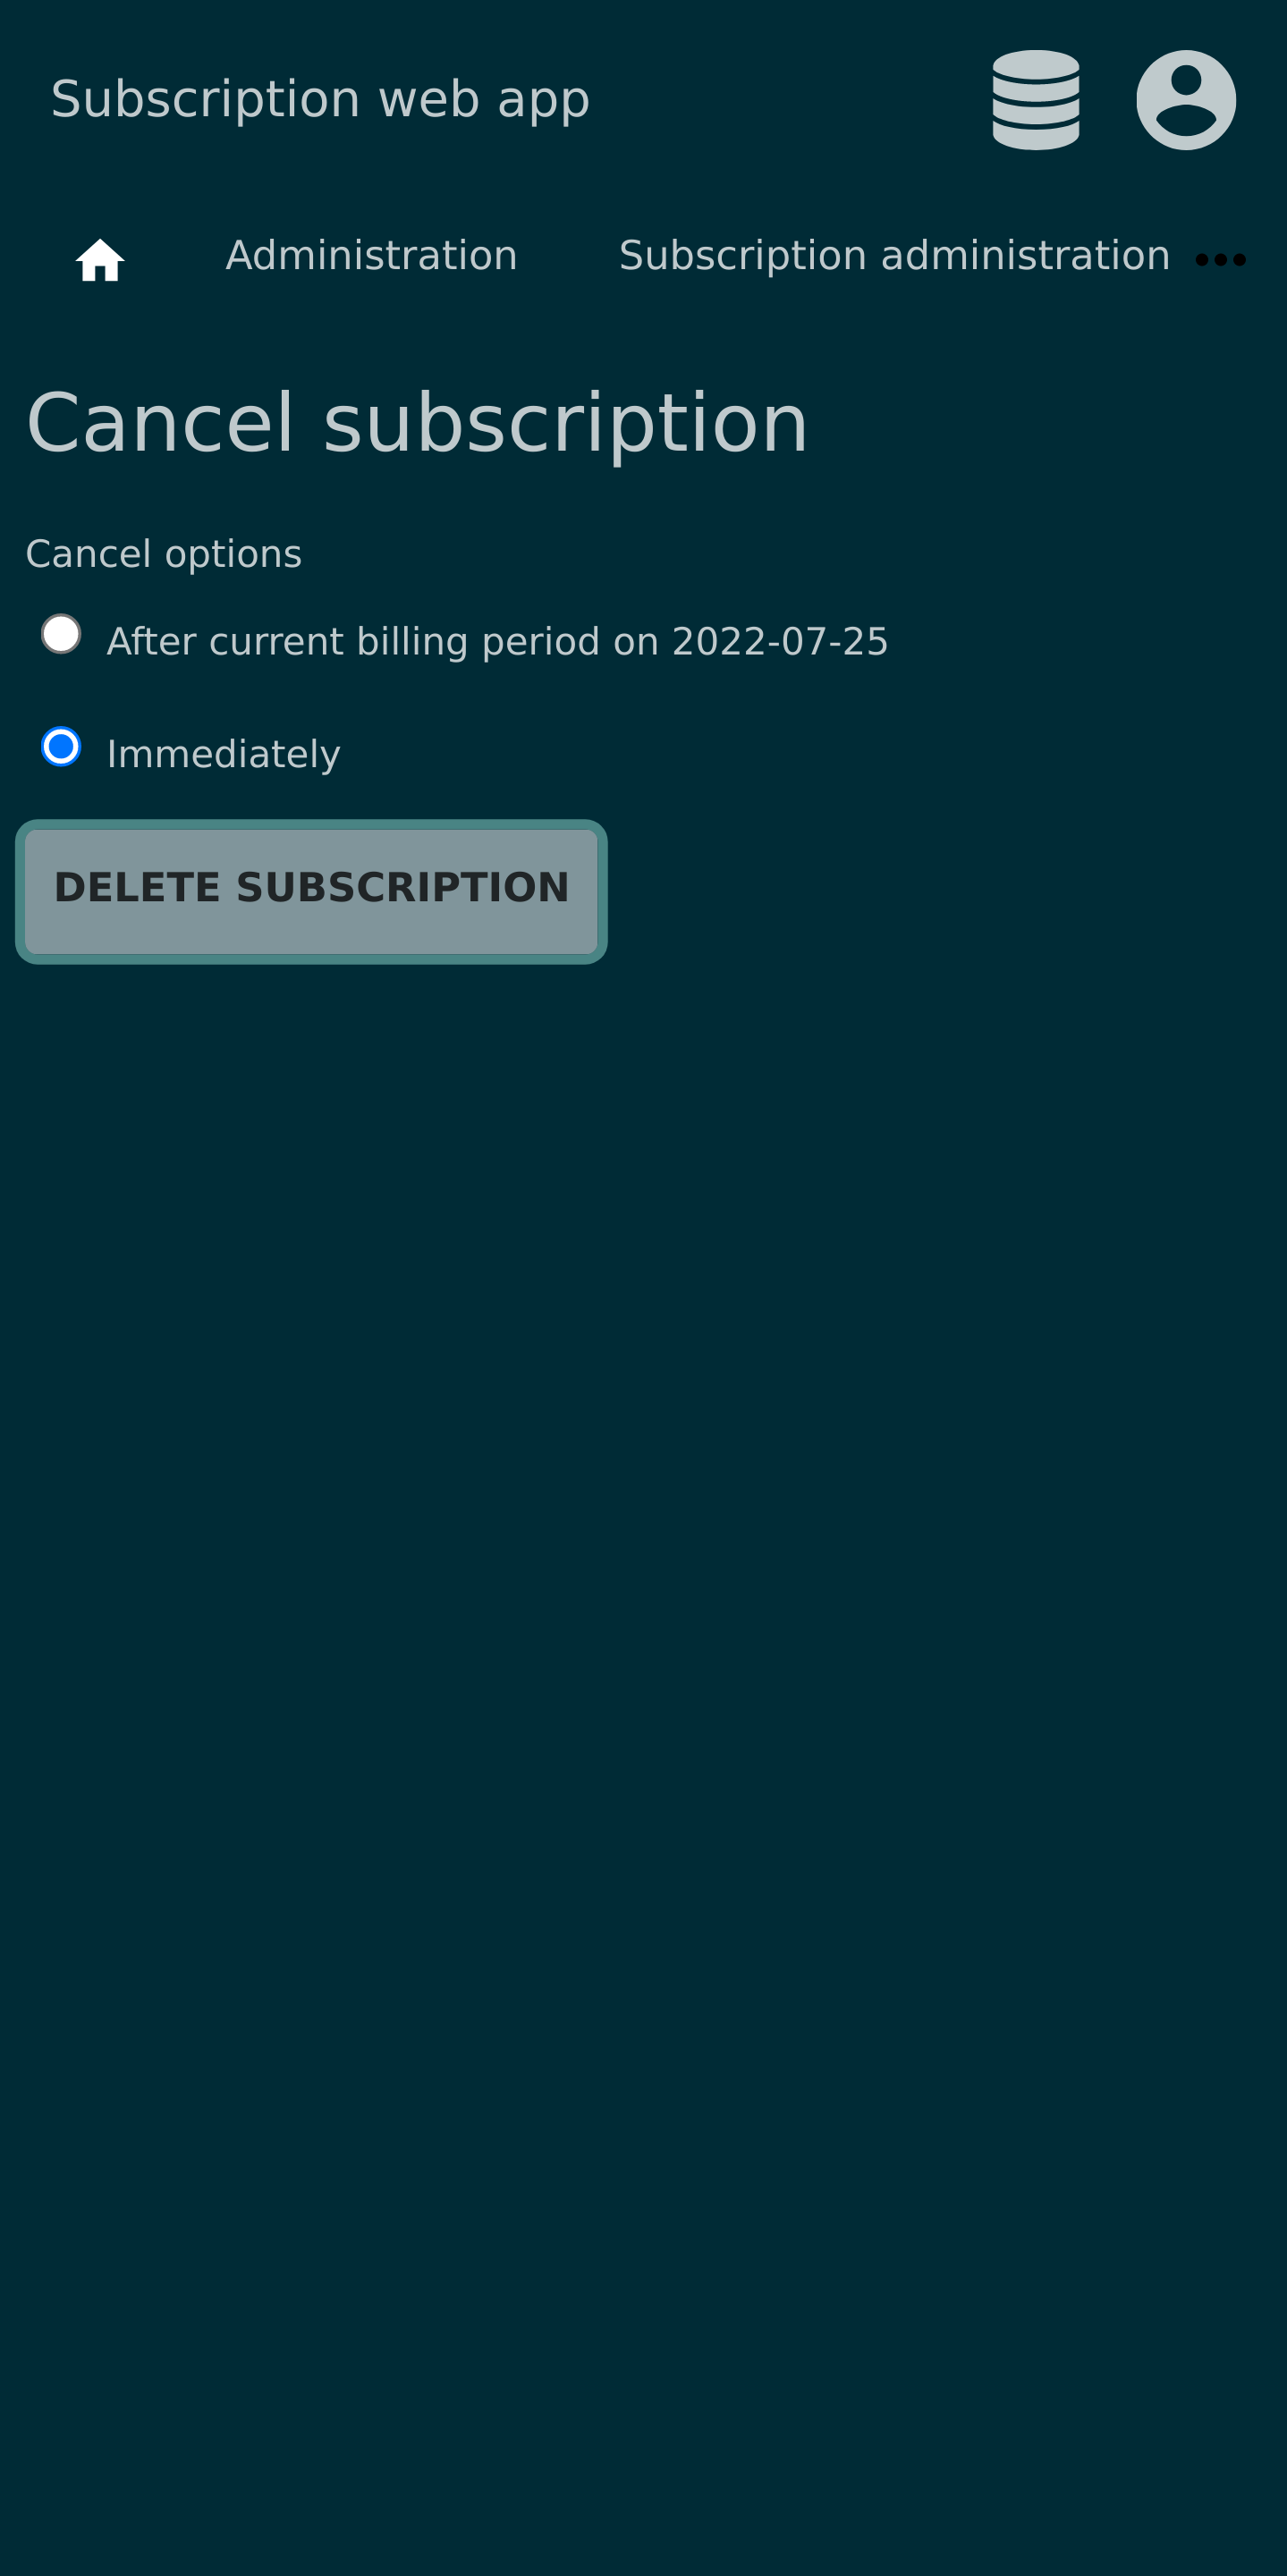 Subscription web app
Administration Subscription administration
Cancel subscription
Cancel options
After current billing period on 2022-07-25
Immediately
DELETE SUBSCRIPTION